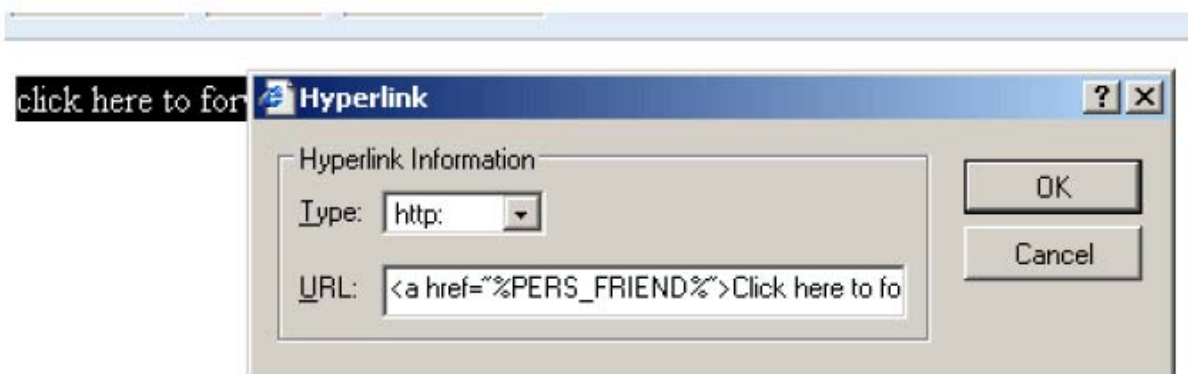 click here to for
Hyperlink
Hyperlink Information
Type: http:
URL: <a href="%PERS_FRIEND%">Click here to fo
OK
Cancel